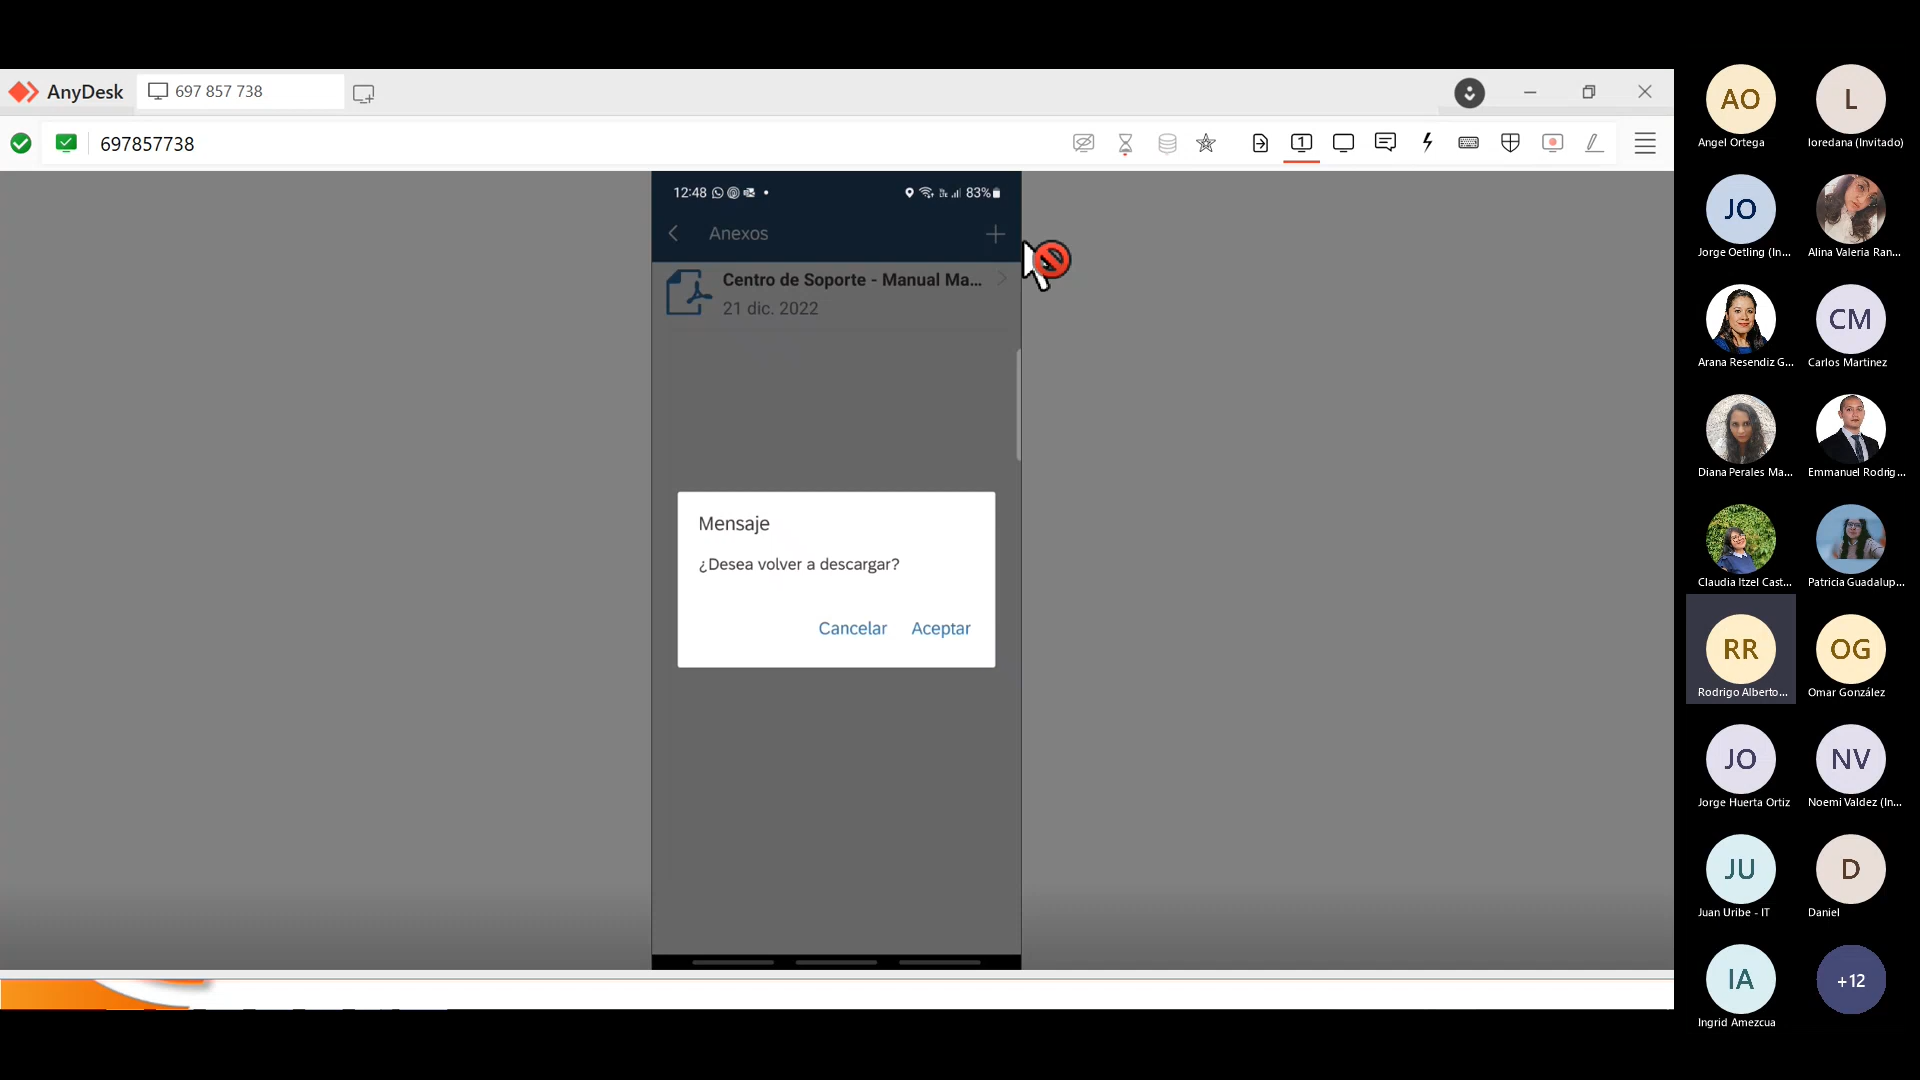 AnyDesk
697 857 738
697857738
1
12:48
83%
Anexos
Centro de Soporte - Manual Ma...
21 dic. 2022
Mensaje
¿Desea volver a descargar?
Cancelar Aceptar
AO
Angel Ortega
L
loredana (Invitado)
JO
Jorge Oetling (In...
Alina Valeria Ran...
Arana Resendiz G...
CM
Carlos Martinez
Diana Perales Ma...
Emmanuel Rodrig...
Claudia Itzel Cast...
Patricia Guadalup...
RR
Rodrigo Alberto...
OG
Omar González
JO
Jorge Huerta Ortiz
NV
Noemi Valdez (In...
JU
Juan Uribe - IT
D
Daniel
IA
Ingrid Amezcua
+12